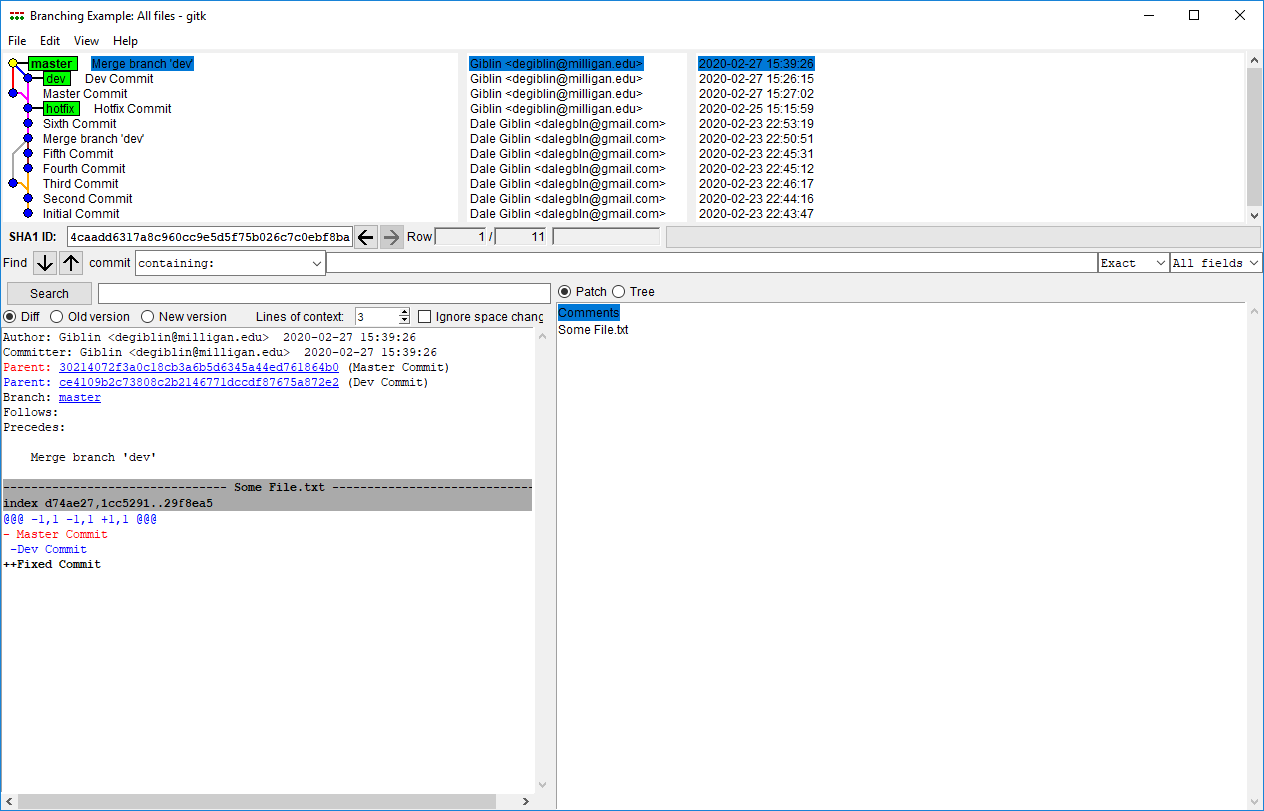 Branching Example: All files - gitk
File Edit View Help
master Merge branch 'dev' Giblin <degiblin@milligan.edu> 2020-02-27 15:39:26
dev Dev Commit Giblin <degiblin@milligan.edu> 2020-02-27 15:26:15
Master Commit Giblin <degiblin@milligan.edu> 2020-02-27 15:27:02
hotfix Hotfix Commit Giblin <degiblin@milligan.edu> 2020-02-25 15:15:59
Sixth Commit Dale Giblin <dalegbln@gmail.com> 2020-02-23 22:53:19
Merge branch 'dev' Dale Giblin <dalegbln@gmail.com> 2020-02-23 22:50:51
Fifth Commit Dale Giblin <dalegbln@gmail.com> 2020-02-23 22:45:31
Fourth Commit Dale Giblin <dalegbln@gmail.com> 2020-02-23 22:45:12
Third Commit Dale Giblin <dalegbln@gmail.com> 2020-02-23 22:46:17
Second Commit Dale Giblin <dalegbln@gmail.com> 2020-02-23 22:44:16
Initial Commit Dale Giblin <dalegbln@gmail.com> 2020-02-23 22:43:47
SHA1 ID: 4caadd6317a8c960cc9e5d5f75b026c7c0ebf8ba Row 1 / 11
Find commit containing: Exact All fields
Search Patch Tree
Diff Old version New version Lines of context: 3 Ignore space chang
Comments
Some File.txt
Author: Giblin <degiblin@milligan.edu> 2020-02-27 15:39:26
Committer: Giblin <degiblin@milligan.edu> 2020-02-27 15:39:26
Parent: 30214072f3a0c18cb3a6b5d6345a44ed761864b0 (Master Commit)
Parent: ce4109b2c73808c2b2146771dccdf87675a872e2 (Dev Commit)
Branch: master
Follows:
Precedes:
Merge branch 'dev'
-------------------------------- Some File.txt -----------------------------
index d74ae27,1cc5291..29f8ea5
@@@ -1,1 -1,1 +1,1 @@@
- Master Commit
-Dev Commit
++Fixed Commit